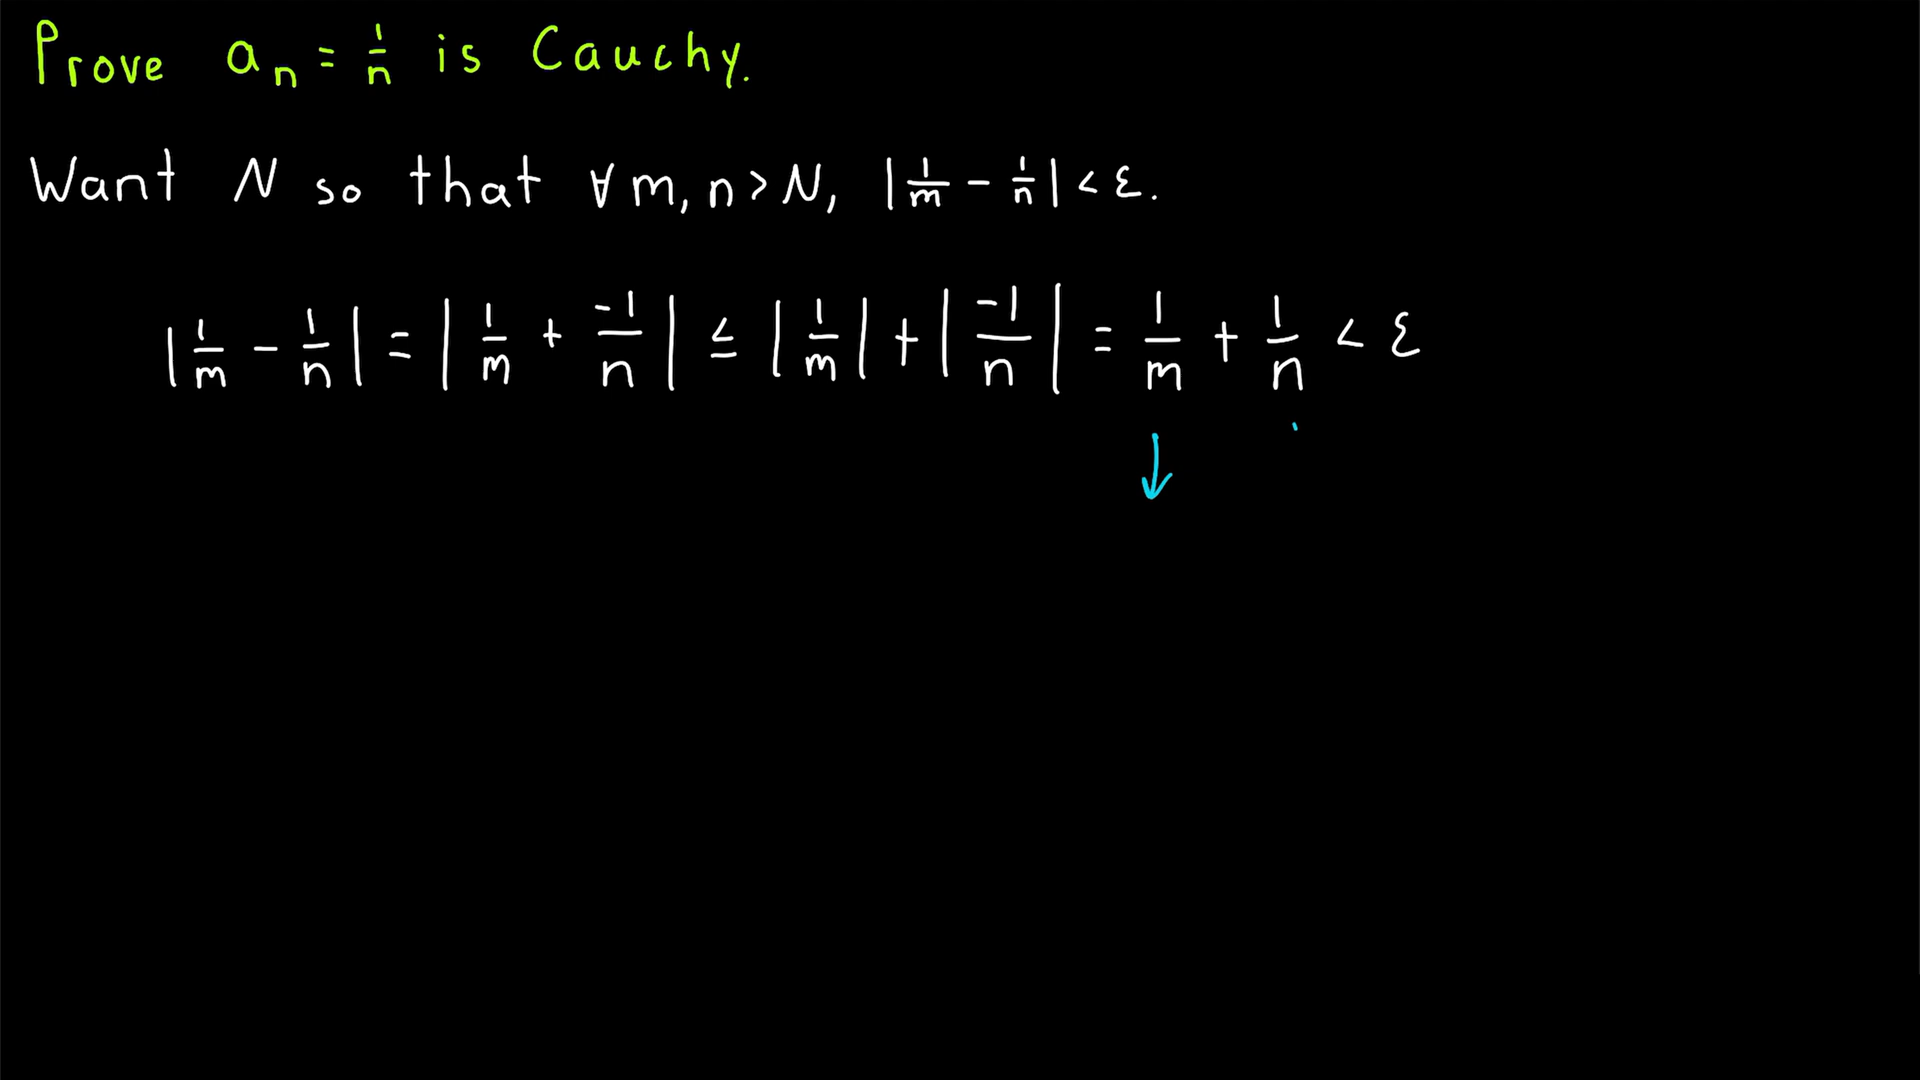 Prove aₙ = 1/n is Cauchy.
Want N so that ∀m, n > N, |1/m - 1/n| < ε.
|1/m - 1/n| = |1/m + -1/n| ≤ |1/m| + |-1/n| = 1/m + 1/n < ε
↓